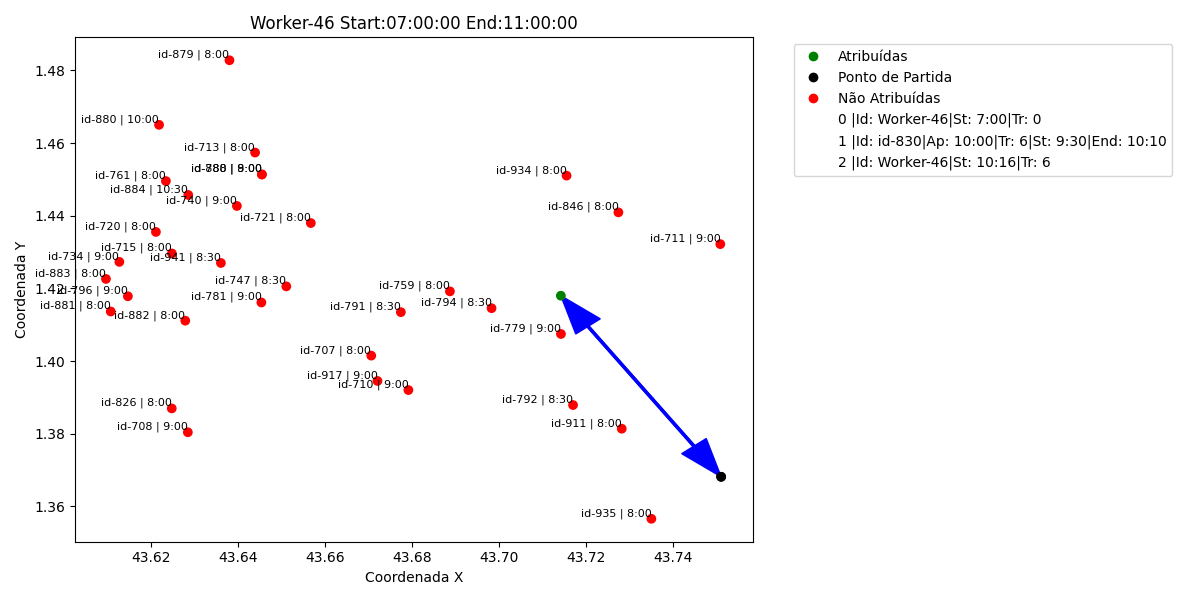 Worker-46 Start:07:00:00 End:11:00:00
Coordenada Y
1.48
1.46
1.44
1.42
1.40
1.38
1.36
id-879 | 8:00
id-880 | 10:00
id-713 | 8:00
id-761 | 8:00
id-884 | 10:30
id-740 | 9:00
id-934 | 8:00
id-846 | 8:00
id-721 | 8:00
id-711 | 9:00
id-720 | 8:00
id-715 | 8:00
id-734 | 9:00
id-941 | 8:30
id-883 | 8:00
id-747 | 8:30
id-796 | 9:00
id-781 | 9:00
id-759 | 8:00
id-794 | 8:30
id-881 | 8:00
id-882 | 8:00
id-791 | 8:30
id-779 | 9:00
id-707 | 8:00
id-917 | 9:00
id-710 | 9:00
id-826 | 8:00
id-708 | 9:00
id-792 | 8:30
id-911 | 8:00
id-935 | 8:00
43.62
43.64
43.66
43.68
43.70
43.72
43.74
Coordenada X
Atribuídas
Ponto de Partida
Não Atribuídas
0 |Id: Worker-46|St: 7:00|Tr: 0
1 |Id: id-830|Ap: 10:00|Tr: 6|St: 9:30|End: 10:10
2 |Id: Worker-46|St: 10:16|Tr: 6